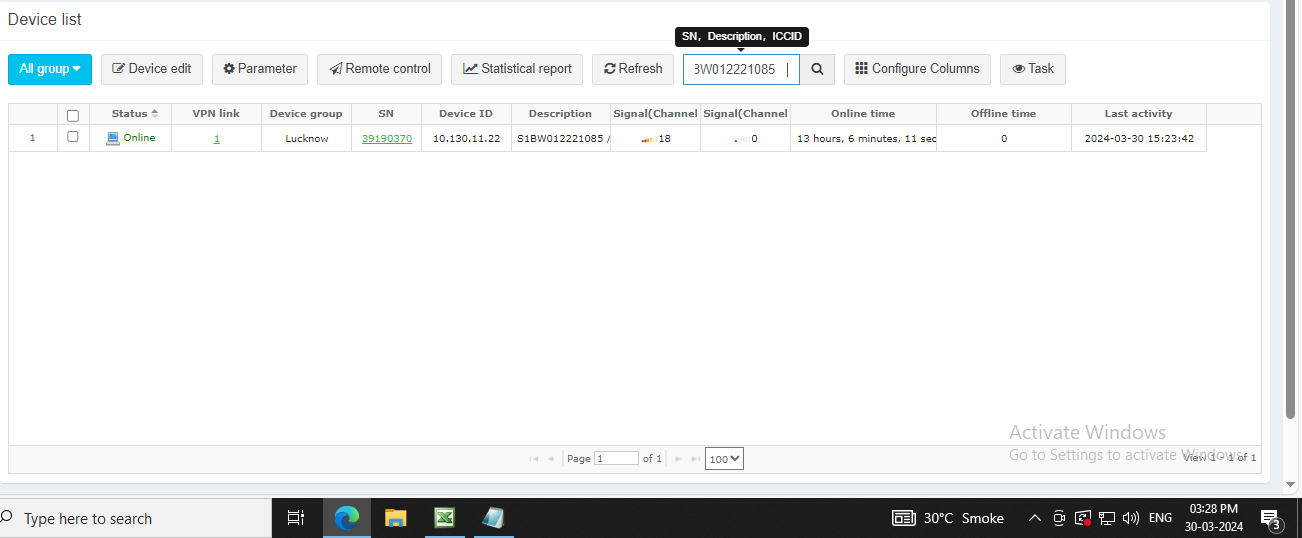 Device list
SN, Description, ICCID
All group Device edit Parameter Remote control Statistical report Refresh BW012221085 Configure Columns Task
Status VPN link Device group SN Device ID Description Signal(Channel Signal(Channel Online time Offline time Last activity
1 Online 1 Lucknow 39190370 10.130.11.22 S1BW012221085 / 18 0 13 hours, 6 minutes, 11 sec 0 2024-03-30 15:23:42
Activate Windows
Go to Settings to activate Windows.
Page 1 of 1 100 View 1 - 1 of 1
Type here to search 30°C Smoke ENG 03:28 PM
30-03-2024 3